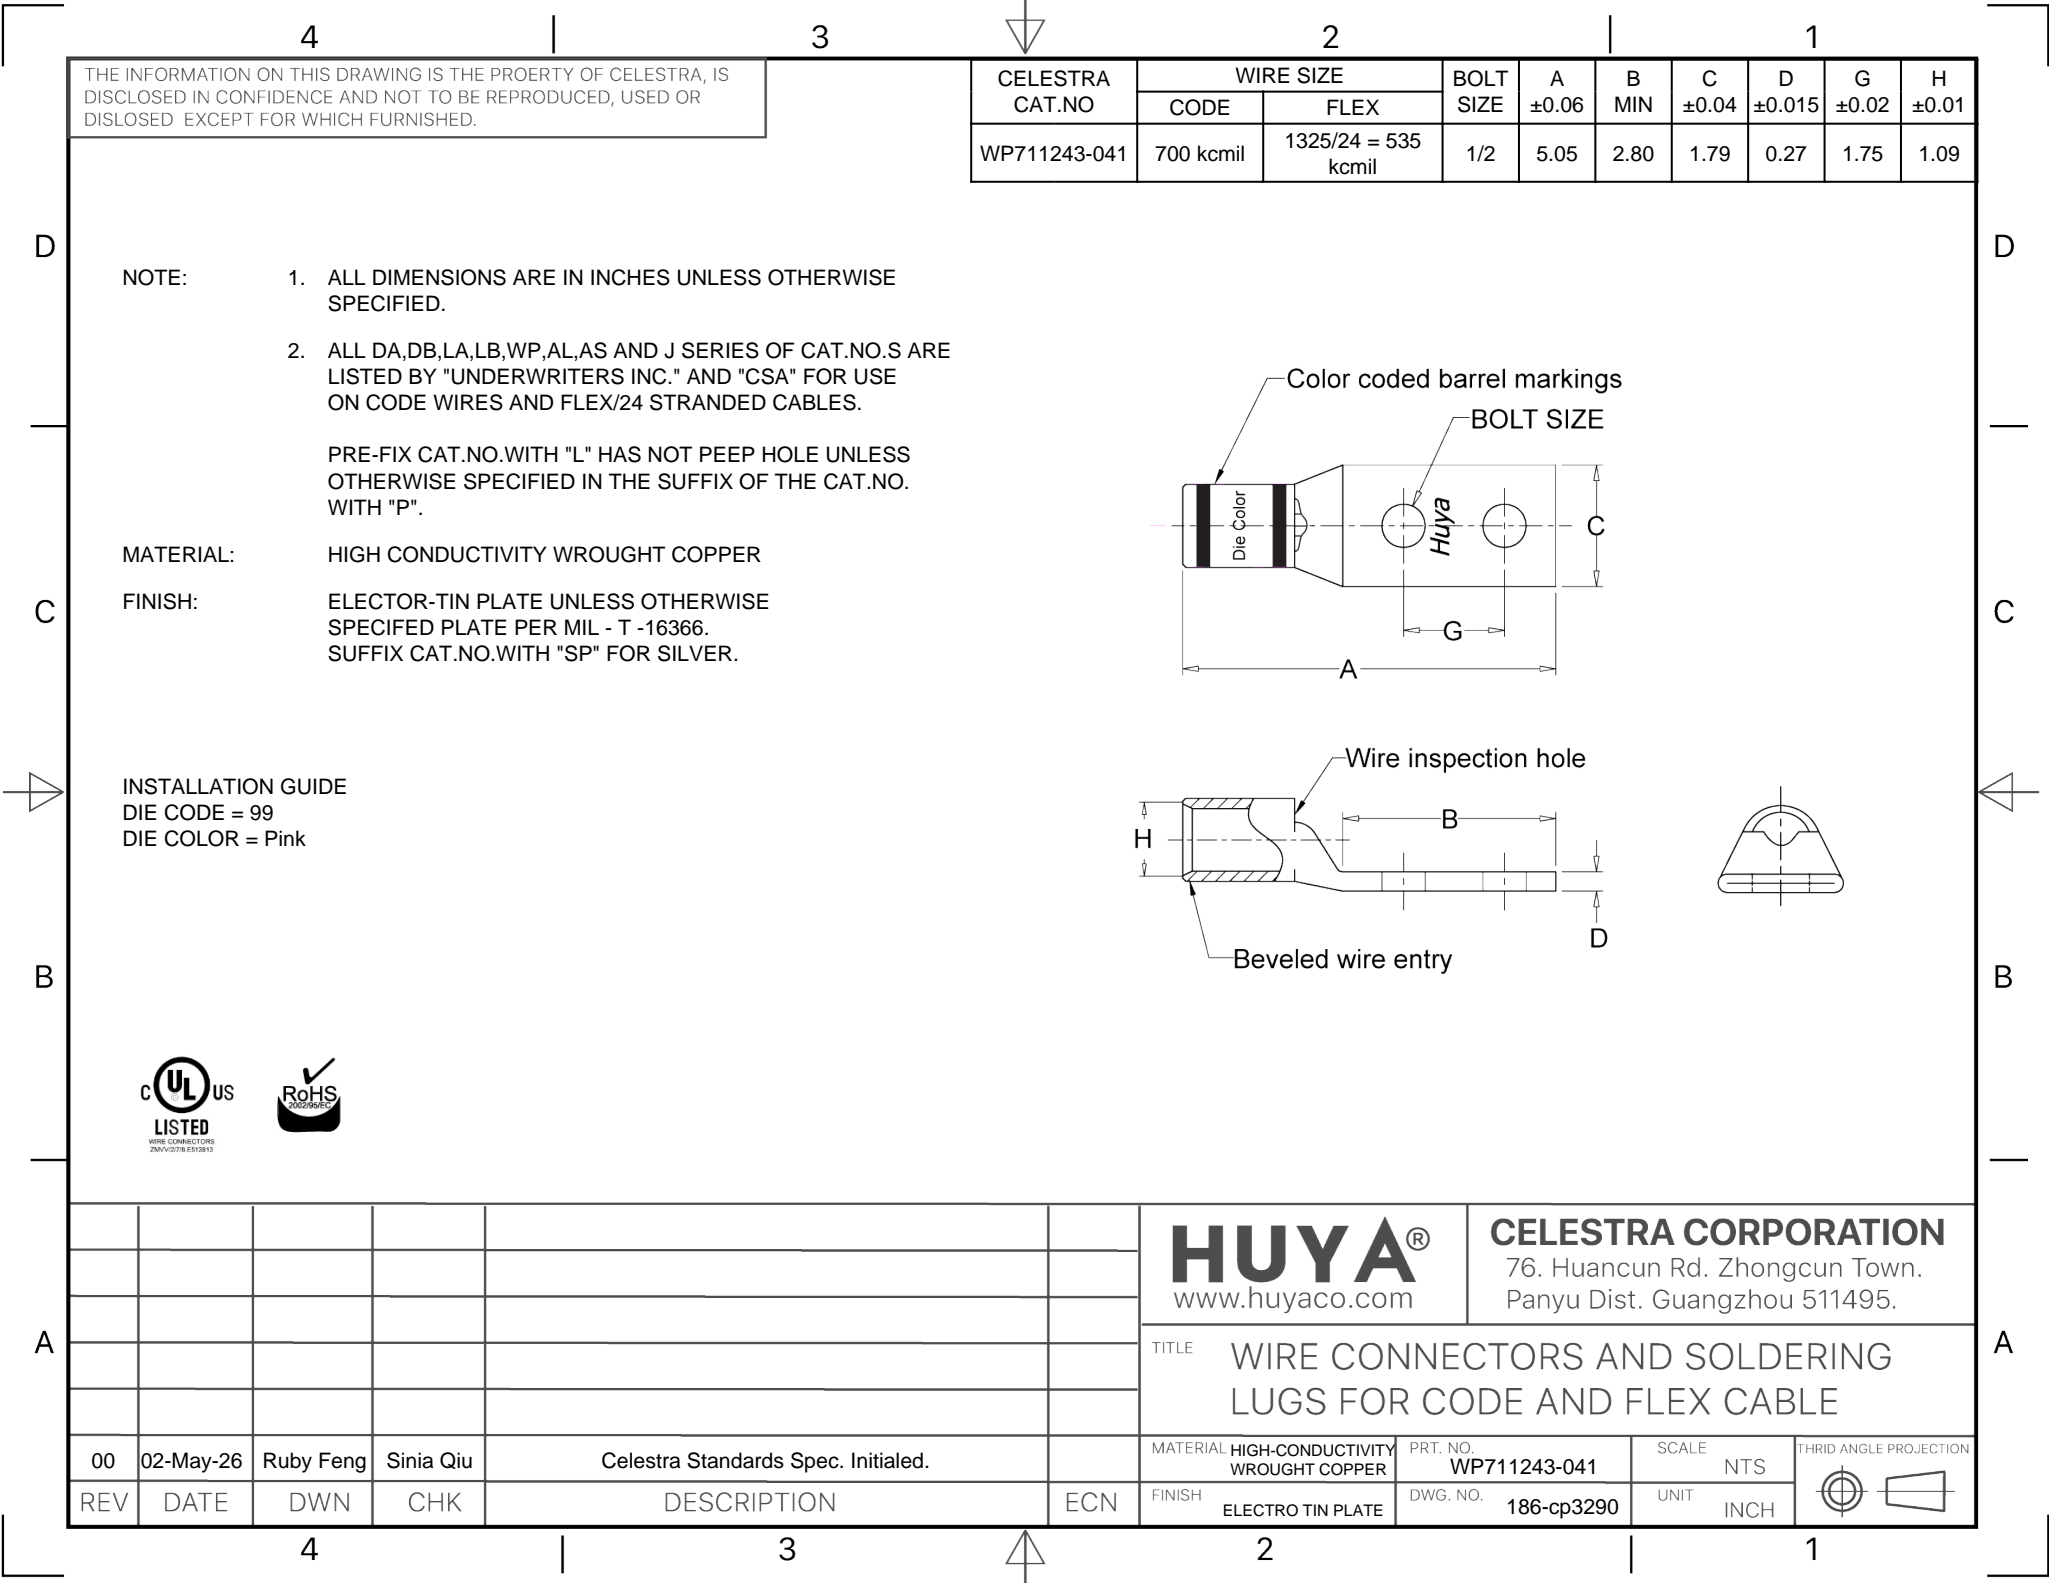 4 3 2 1
THE INFORMATION ON THIS DRAWING IS THE PROERTY OF CELESTRA, IS
DISCLOSED IN CONFIDENCE AND NOT TO BE REPRODUCED, USED OR
DISLOSED EXCEPT FOR WHICH FURNISHED.
CELESTRA CAT.NO WIRE SIZE BOLT SIZE A ±0.06 B MIN C ±0.04 D ±0.015 G ±0.02 H ±0.01
CODE FLEX
WP711243-041 700 kcmil 1325/24 = 535 kcmil 1/2 5.05 2.80 1.79 0.27 1.75 1.09
D D
NOTE: 1. ALL DIMENSIONS ARE IN INCHES UNLESS OTHERWISE
SPECIFIED.
2. ALL DA,DB,LA,LB,WP,AL,AS AND J SERIES OF CAT.NO.S ARE
LISTED BY "UNDERWRITERS INC." AND "CSA" FOR USE
ON CODE WIRES AND FLEX/24 STRANDED CABLES.
PRE-FIX CAT.NO.WITH "L" HAS NOT PEEP HOLE UNLESS
OTHERWISE SPECIFIED IN THE SUFFIX OF THE CAT.NO.
WITH "P".
MATERIAL: HIGH CONDUCTIVITY WROUGHT COPPER
FINISH: ELECTOR-TIN PLATE UNLESS OTHERWISE
SPECIFED PLATE PER MIL - T -16366.
SUFFIX CAT.NO.WITH "SP" FOR SILVER.
C C
Color coded barrel markings
BOLT SIZE
Die Color
Huya
C
G
A
INSTALLATION GUIDE
DIE CODE = 99
DIE COLOR = Pink
Wire inspection hole
B
H
D
Beveled wire entry
B B
C UL US
LISTED
WIRE CONNECTORS
RoHS
2002/95/EC
A A
HUYA®
www.huyaco.com
CELESTRA CORPORATION
76. Huancun Rd. Zhongcun Town.
Panyu Dist. Guangzhou 511495.
TITLE WIRE CONNECTORS AND SOLDERING
LUGS FOR CODE AND FLEX CABLE
00 02-May-26 Ruby Feng Sinia Qiu Celestra Standards Spec. Initialed.
REV DATE DWN CHK DESCRIPTION ECN
MATERIAL HIGH-CONDUCTIVITY
WROUGHT COPPER
PRT. NO.
WP711243-041
SCALE
NTS
THRID ANGLE PROJECTION
FINISH
ELECTRO TIN PLATE
DWG. NO.
186-cp3290
UNIT
INCH
4 3 2 1